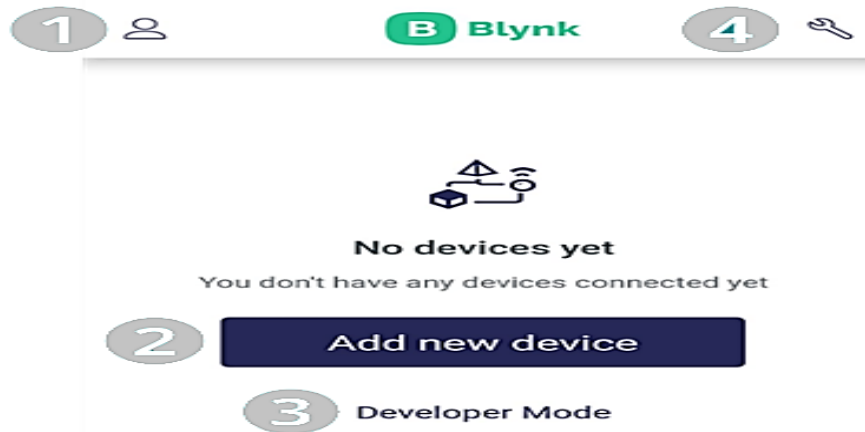 1 B Blynk 4
No devices yet
You don't have any devices connected yet
2 Add new device
3 Developer Mode